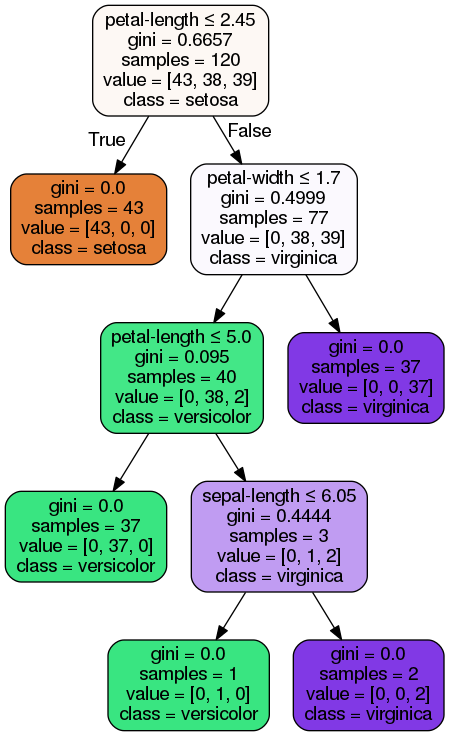 petal-length ≤ 2.45
gini = 0.6657
samples = 120
value = [43, 38, 39]
class = setosa
True
False
gini = 0.0
samples = 43
value = [43, 0, 0]
class = setosa
petal-width ≤ 1.7
gini = 0.4999
samples = 77
value = [0, 38, 39]
class = virginica
petal-length ≤ 5.0
gini = 0.095
samples = 40
value = [0, 38, 2]
class = versicolor
gini = 0.0
samples = 37
value = [0, 0, 37]
class = virginica
gini = 0.0
samples = 37
value = [0, 37, 0]
class = versicolor
sepal-length ≤ 6.05
gini = 0.4444
samples = 3
value = [0, 1, 2]
class = virginica
gini = 0.0
samples = 1
value = [0, 1, 0]
class = versicolor
gini = 0.0
samples = 2
value = [0, 0, 2]
class = virginica